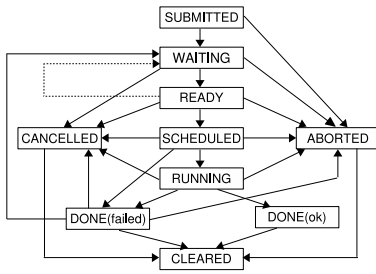 SUBMITTED
WAITING
READY
CANCELLED
SCHEDULED
ABORTED
RUNNING
DONE(failed)
DONE(ok)
CLEARED